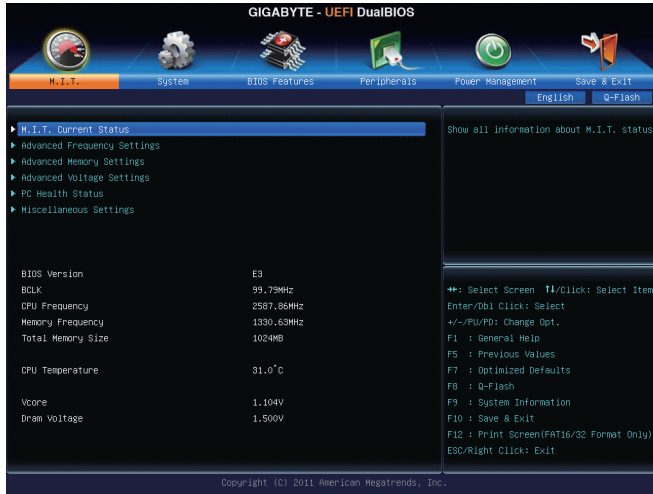 GIGABYTE - UEFI DualBIOS
M.I.T. System BIOS Features Peripherals Power Management Save & Exit
English Q-Flash
M.I.T. Current Status
Advanced Frequency Settings
Advanced Memory Settings
Advanced Voltage Settings
PC Health Status
Miscellaneous Settings
BIOS Version E3
BCLK 99.79MHz
CPU Frequency 2587.86MHz
Memory Frequency 1330.63MHz
Total Memory Size 1024MB
CPU Temperature 31.0°C
Vcore 1.104V
Dram Voltage 1.500V
Show all information about M.I.T. status
↔: Select Screen ↑↓/Click: Select Item
Enter/Dbl Click: Select
+/-/PU/PD: Change Opt.
F1 : General Help
F5 : Previous Values
F7 : Optimized Defaults
F8 : Q-Flash
F9 : System Information
F10 : Save & Exit
F12 : Print Screen(FAT16/32 Format Only)
ESC/Right Click: Exit
Copyright (C) 2011 American Megatrends, Inc.